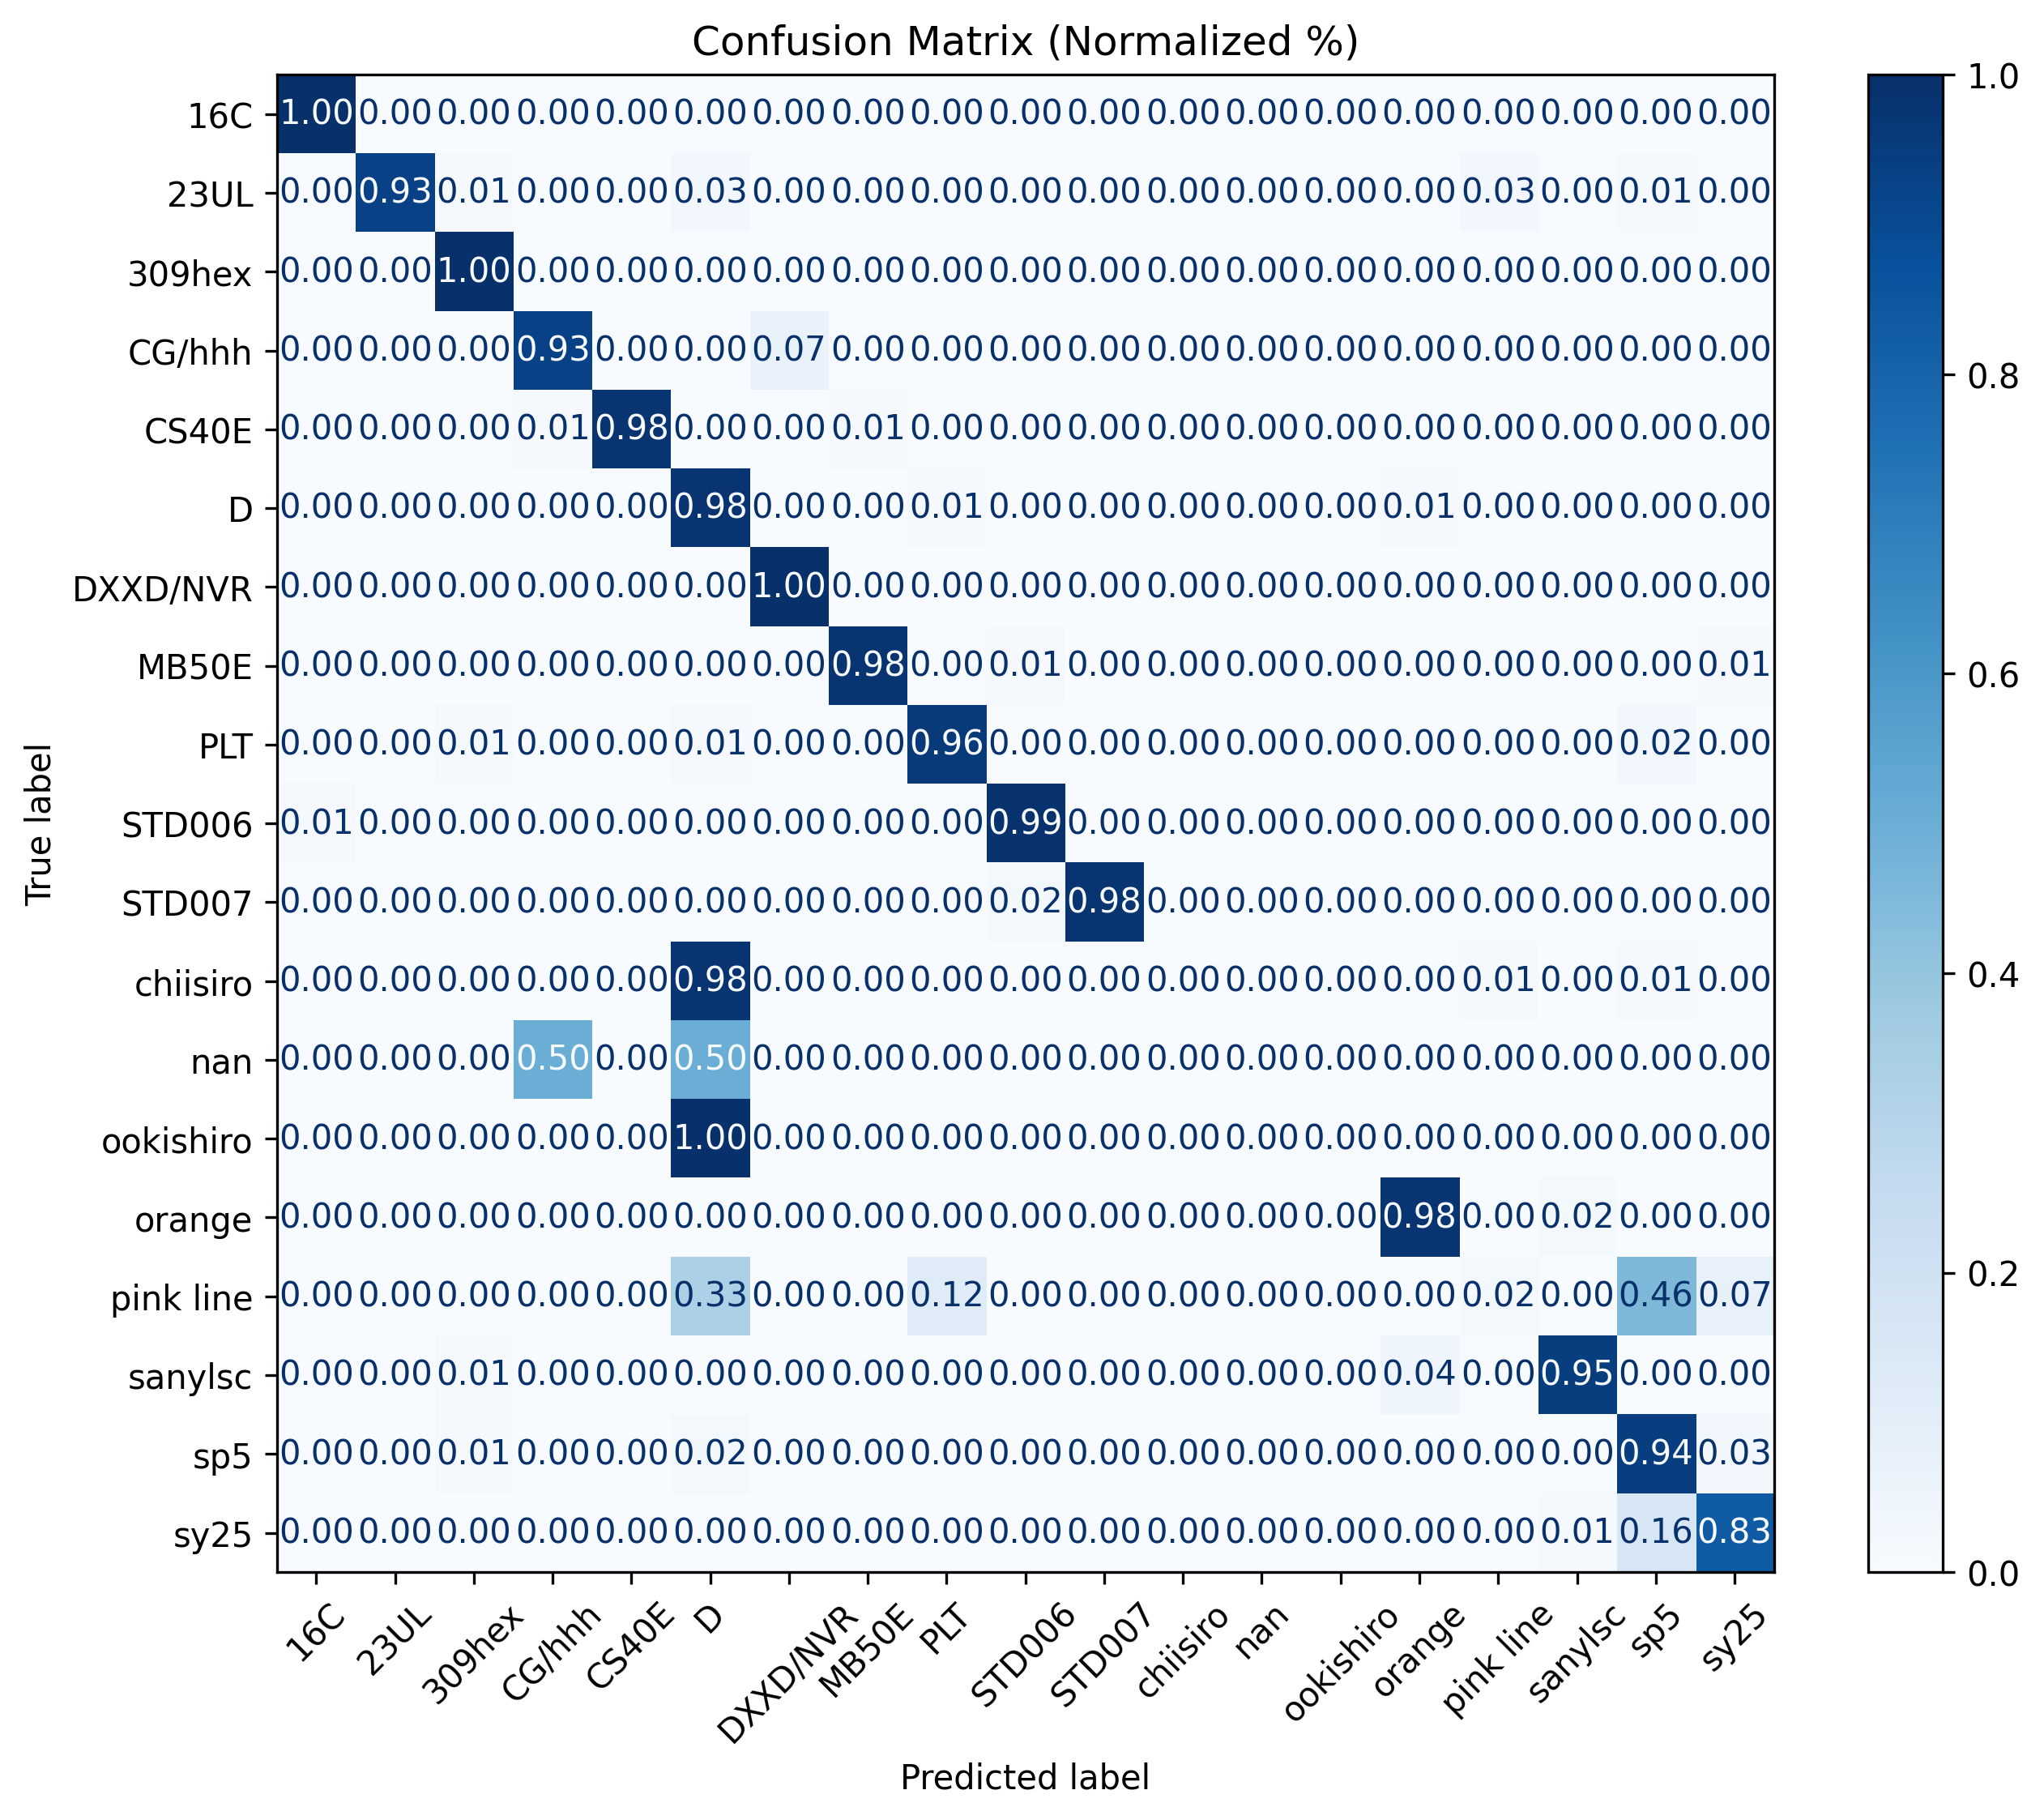 Confusion Matrix (Normalized %)
16C 1.00 0.00 0.00 0.00 0.00 0.00 0.00 0.00 0.00 0.00 0.00 0.00 0.00 0.00 0.00 0.00 0.00 0.00 0.00
23UL 0.00 0.93 0.01 0.00 0.00 0.03 0.00 0.00 0.00 0.00 0.00 0.00 0.00 0.00 0.00 0.03 0.00 0.01 0.00
309hex 0.00 0.00 1.00 0.00 0.00 0.00 0.00 0.00 0.00 0.00 0.00 0.00 0.00 0.00 0.00 0.00 0.00 0.00 0.00
CG/hhh 0.00 0.00 0.00 0.93 0.00 0.00 0.07 0.00 0.00 0.00 0.00 0.00 0.00 0.00 0.00 0.00 0.00 0.00 0.00
CS40E 0.00 0.00 0.00 0.01 0.98 0.00 0.00 0.01 0.00 0.00 0.00 0.00 0.00 0.00 0.00 0.00 0.00 0.00 0.00
D 0.00 0.00 0.00 0.00 0.00 0.98 0.00 0.00 0.01 0.00 0.00 0.00 0.00 0.00 0.01 0.00 0.00 0.00 0.00
DXXD/NVR 0.00 0.00 0.00 0.00 0.00 0.00 1.00 0.00 0.00 0.00 0.00 0.00 0.00 0.00 0.00 0.00 0.00 0.00 0.00
MB50E 0.00 0.00 0.00 0.00 0.00 0.00 0.00 0.98 0.00 0.01 0.00 0.00 0.00 0.00 0.00 0.00 0.00 0.00 0.01
PLT 0.00 0.00 0.01 0.00 0.00 0.01 0.00 0.00 0.96 0.00 0.00 0.00 0.00 0.00 0.00 0.00 0.00 0.02 0.00
STD006 0.01 0.00 0.00 0.00 0.00 0.00 0.00 0.00 0.00 0.99 0.00 0.00 0.00 0.00 0.00 0.00 0.00 0.00 0.00
STD007 0.00 0.00 0.00 0.00 0.00 0.00 0.00 0.00 0.00 0.02 0.98 0.00 0.00 0.00 0.00 0.00 0.00 0.00 0.00
chiisiro 0.00 0.00 0.00 0.00 0.00 0.98 0.00 0.00 0.00 0.00 0.00 0.00 0.00 0.00 0.00 0.01 0.00 0.01 0.00
nan 0.00 0.00 0.00 0.50 0.00 0.50 0.00 0.00 0.00 0.00 0.00 0.00 0.00 0.00 0.00 0.00 0.00 0.00 0.00
ookishiro 0.00 0.00 0.00 0.00 0.00 1.00 0.00 0.00 0.00 0.00 0.00 0.00 0.00 0.00 0.00 0.00 0.00 0.00 0.00
orange 0.00 0.00 0.00 0.00 0.00 0.00 0.00 0.00 0.00 0.00 0.00 0.00 0.00 0.00 0.98 0.00 0.02 0.00 0.00
pink line 0.00 0.00 0.00 0.00 0.00 0.33 0.00 0.00 0.12 0.00 0.00 0.00 0.00 0.00 0.00 0.02 0.00 0.46 0.07
sanylsc 0.00 0.00 0.01 0.00 0.00 0.00 0.00 0.00 0.00 0.00 0.00 0.00 0.00 0.00 0.04 0.00 0.95 0.00 0.00
sp5 0.00 0.00 0.01 0.00 0.00 0.02 0.00 0.00 0.00 0.00 0.00 0.00 0.00 0.00 0.00 0.00 0.00 0.94 0.03
sy25 0.00 0.00 0.00 0.00 0.00 0.00 0.00 0.00 0.00 0.00 0.00 0.00 0.00 0.00 0.00 0.00 0.01 0.16 0.83
True label
16C 23UL 309hex CG/hhh CS40E D DXXD/NVR MB50E PLT STD006 STD007 chiisiro nan ookishiro orange pink line sanylsc sp5 sy25
Predicted label
1.0
0.8
0.6
0.4
0.2
0.0